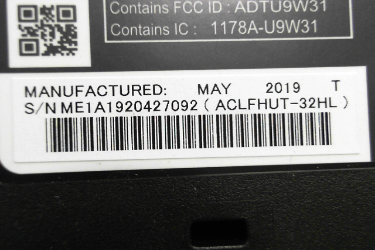 Contains FCC ID : ADTU9W31
Contains IC : 1178A-U9W31
MANUFACTURED: MAY 2019 T
S/N ME1A1920427092 ( ACLFHUT-32HL )